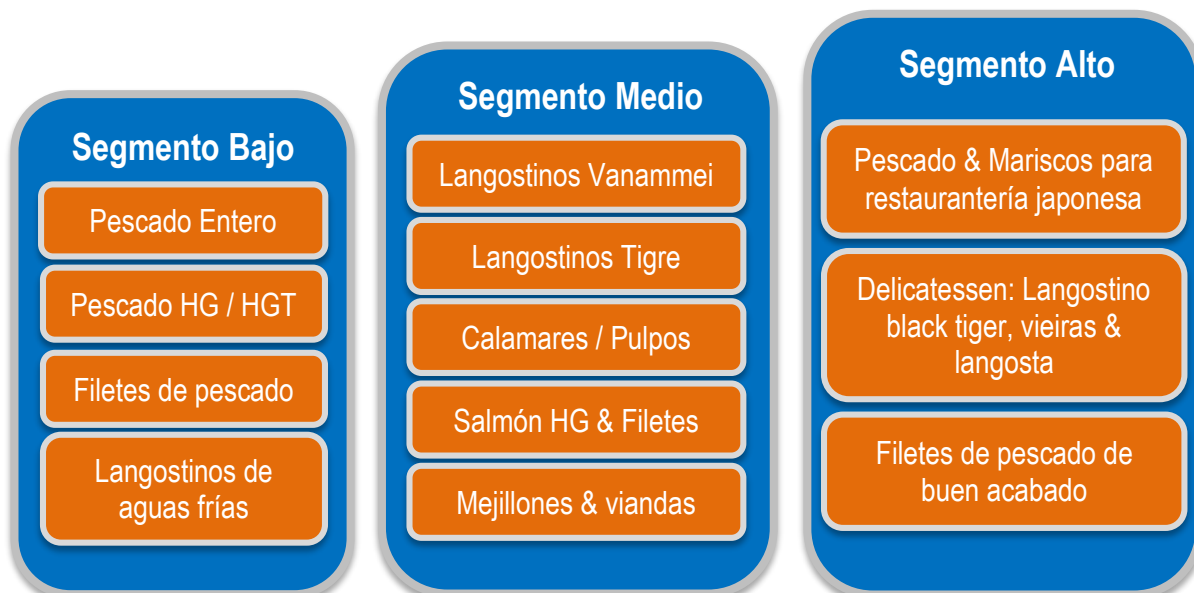 Segmento Bajo
Pescado Entero
Pescado HG / HGT
Filetes de pescado
Langostinos de
aguas frías
Segmento Medio
Langostinos Vanammei
Langostinos Tigre
Calamares / Pulpos
Salmón HG & Filetes
Mejillones & viandas
Segmento Alto
Pescado & Mariscos para
restaurantería japonesa
Delicatessen: Langostino
black tiger, vieiras &
langosta
Filetes de pescado de
buen acabado